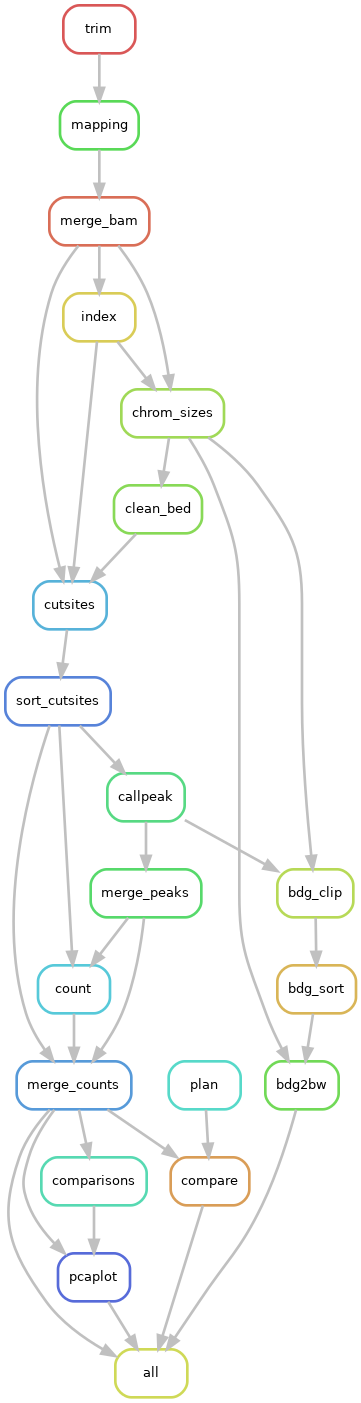 trim
mapping
merge_bam
index
chrom_sizes
clean_bed
cutsites
sort_cutsites
callpeak
merge_peaks
bdg_clip
count
bdg_sort
merge_counts
plan
bdg2bw
comparisons
compare
pcaplot
all